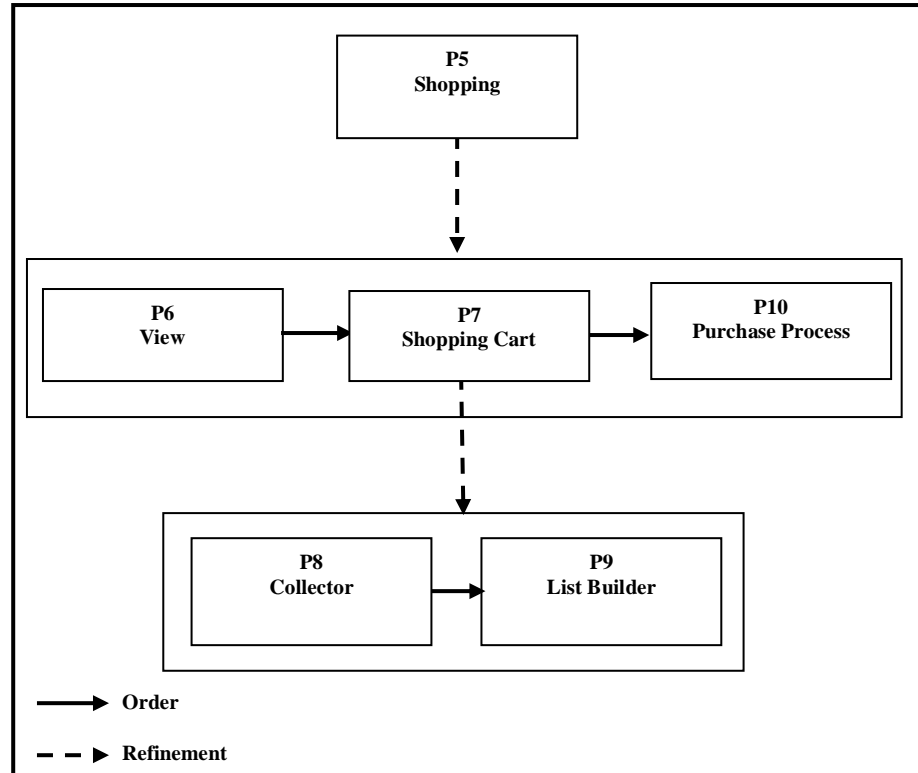 P5
Shopping
P6
View
P7
Shopping Cart
P10
Purchase Process
P8
Collector
P9
List Builder
Order
Refinement